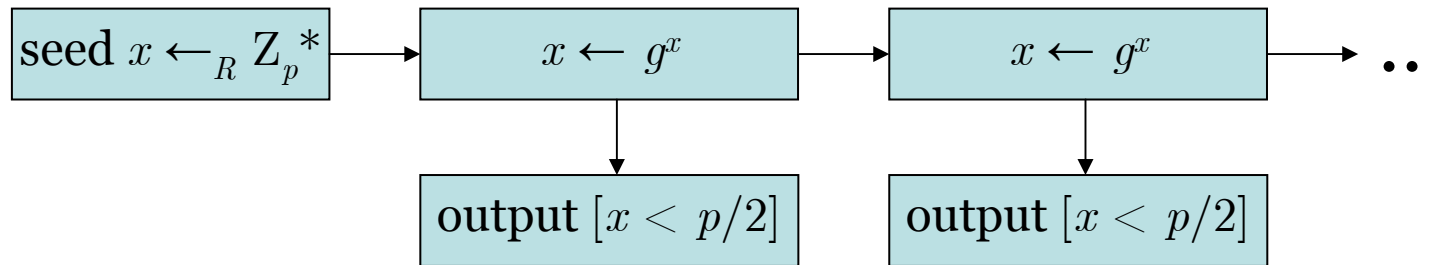 seed x ←R Zp*
x ← g^x
x ← g^x
..
output [x < p/2]
output [x < p/2]